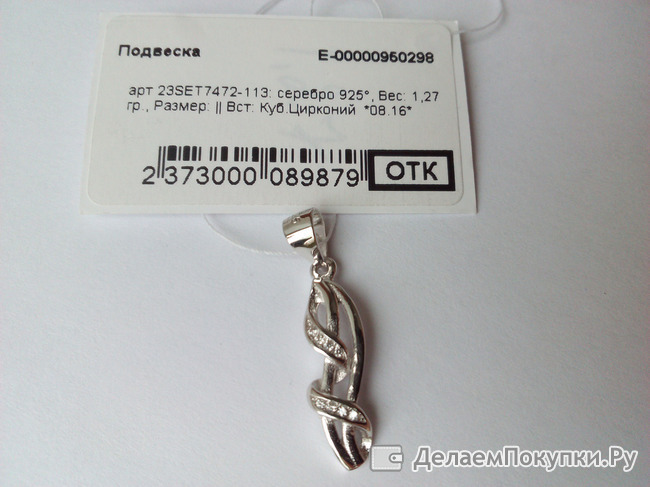 Подвеска E-00000950298
арт 23SET7472-113: серебро 925°, Вес: 1,27
гр., Размер: || Вст: Куб.Цирконий *08.16*
2 373000 089879 ОТК
ДелаемПокупки.Ру